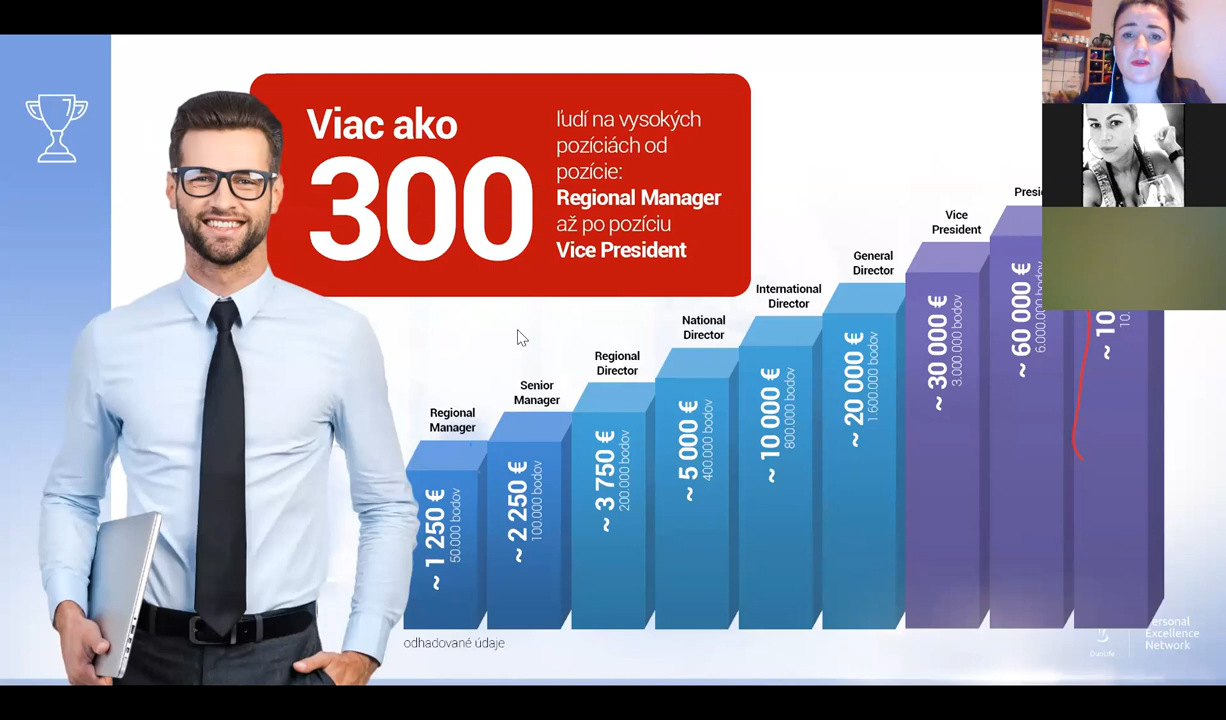 Viac ako
300
ľudí na vysokých
pozíciách od
pozície:
Regional Manager
až po pozíciu
Vice President
Regional
Manager
~ 1 250 €
50.000 bodov
Senior
Manager
~ 2 250 €
100.000 bodov
Regional
Director
~ 3 750 €
200.000 bodov
National
Director
~ 5 000 €
400.000 bodov
International
Director
~ 10 000 €
800.000 bodov
General
Director
~ 20 000 €
1.600.000 bodov
Vice
President
~ 30 000 €
3.000.000 bodov
~ 60 000 €
6.000.000 bodov
~ 10
10.
odhadované údaje
DuoLife
Personal
Excellence
Network